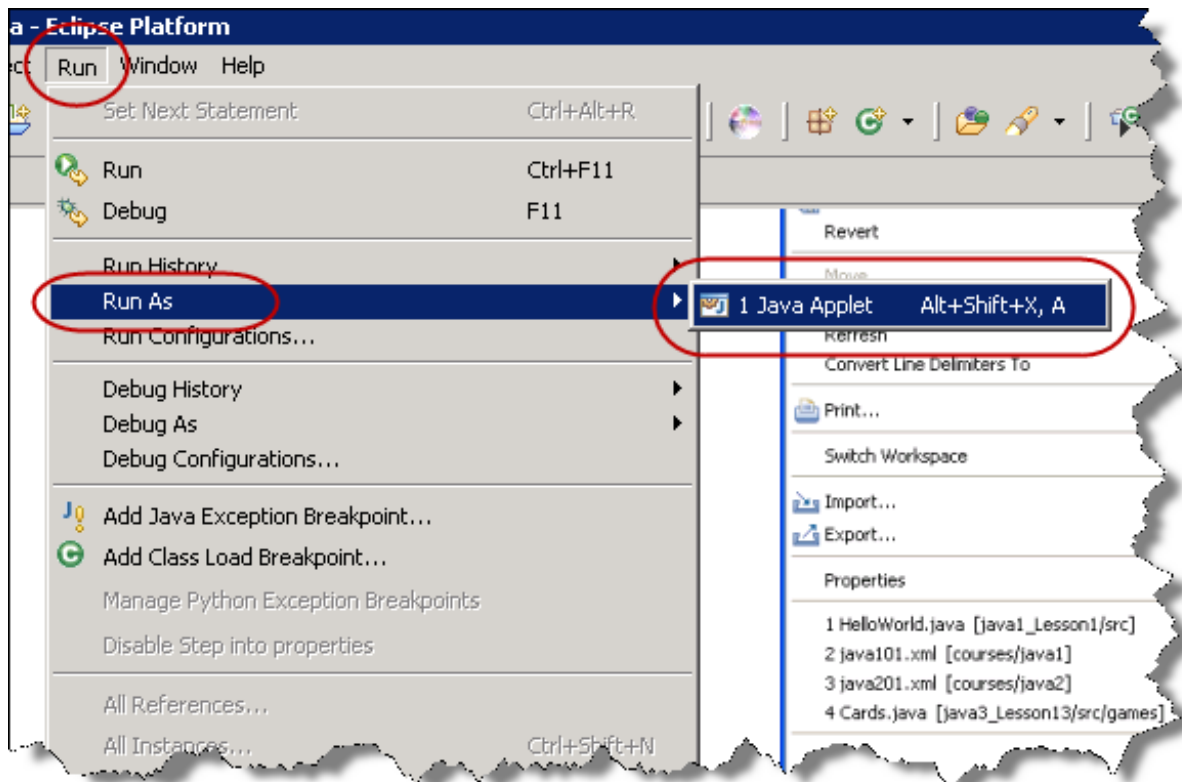 a - Eclipse Platform
ect Run Window Help
Set Next Statement Ctrl+Alt+R
Run Ctrl+F11
Debug F11
Run History
Run As
Run Configurations...
Debug History
Debug As
Debug Configurations...
Add Java Exception Breakpoint...
Add Class Load Breakpoint...
Manage Python Exception Breakpoints
Disable Step into properties
All References...
All Instances... Ctrl+Shift+N
1 Java Applet Alt+Shift+X, A
Revert
Move...
Refresh
Convert Line Delimiters To
Print...
Switch Workspace
Import...
Export...
Properties
1 HelloWorld.java [java1_Lesson1/src]
2 java101.xml [courses/java1]
3 java201.xml [courses/java2]
4 Cards.java [java3_Lesson13/src/games]